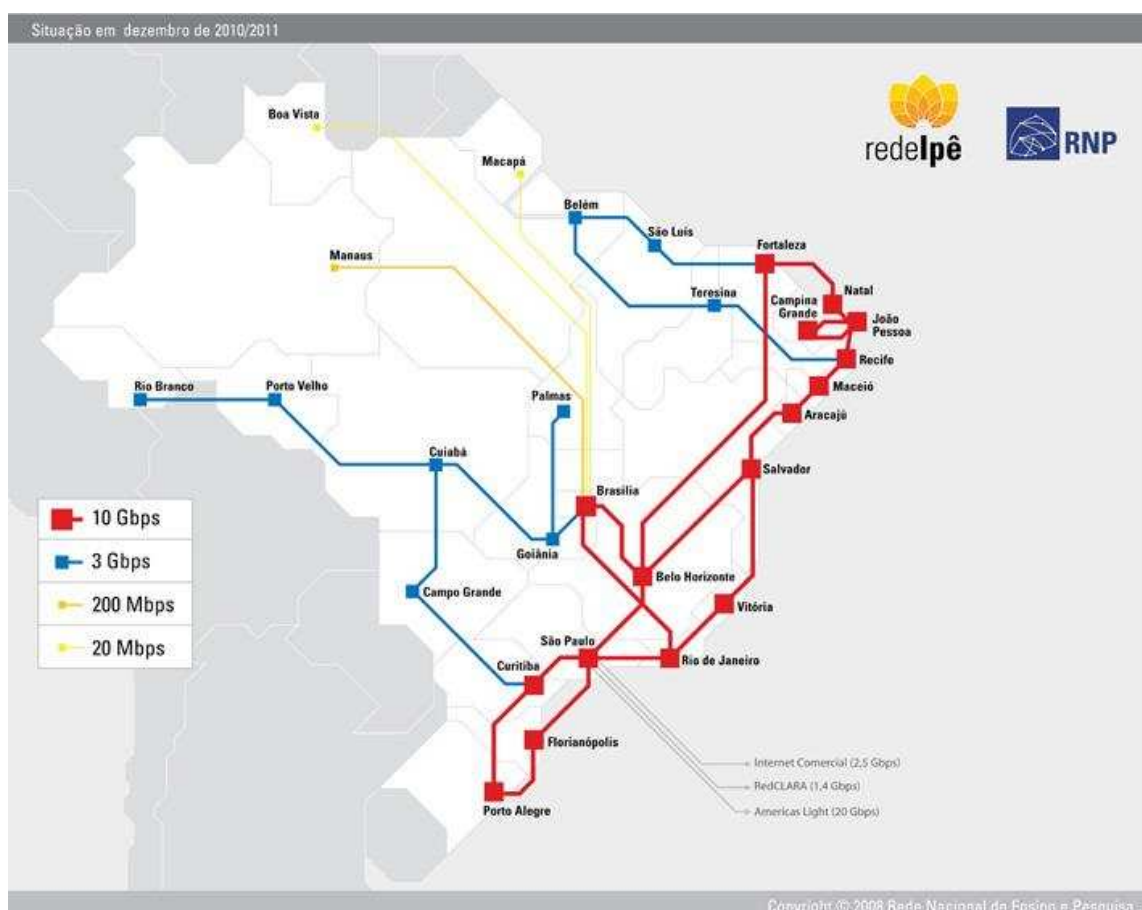 Situação em dezembro de 2010/2011
redeIpê
RNP
Boa Vista
Macapá
Belém
São Luís
Fortaleza
Manaus
Teresina
Natal
Campina
Grande
João
Pessoa
Recife
Maceió
Aracajú
Rio Branco
Porto Velho
Palmas
Cuiabá
Salvador
Brasília
10 Gbps
3 Gbps
200 Mbps
20 Mbps
Goiânia
Belo Horizonte
Campo Grande
Vitória
São Paulo
Rio de Janeiro
Curitiba
Florianópolis
Porto Alegre
Internet Comercial (2,5 Gbps)
RedCLARA (1,4 Gbps)
Americas Light (20 Gbps)
Copyright © 2008 Rede Nacional de Ensino e Pesquisa